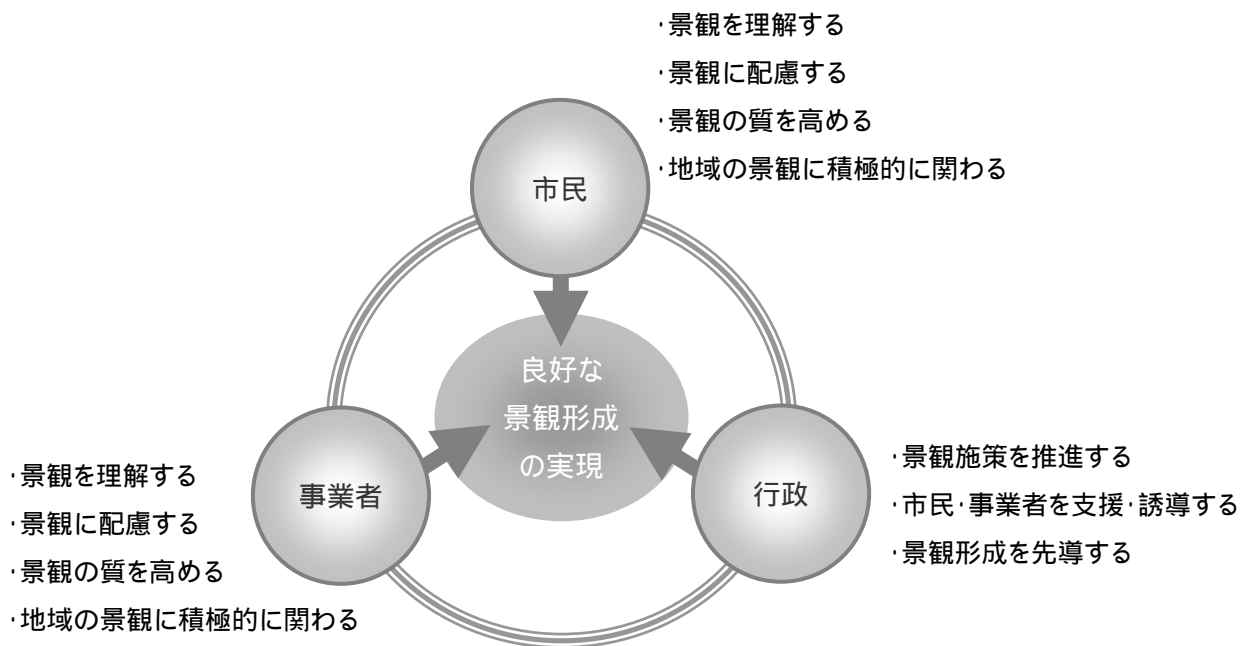 ·景観を理解する
·景観に配慮する
·景観の質を高める
·地域の景観に積極的に関わる
市民
良好な
景観形成
の実現
事業者
·景観を理解する
·景観に配慮する
·景観の質を高める
·地域の景観に積極的に関わる
行政
·景観施策を推進する
·市民·事業者を支援·誘導する
·景観形成を先導する